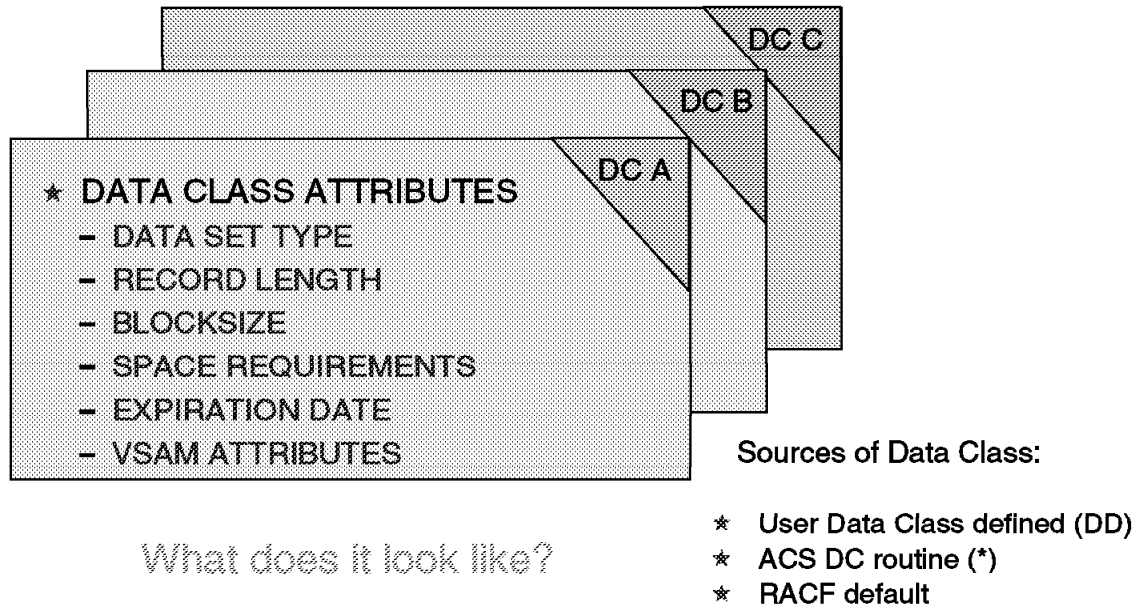 DC C
DC B
DC A
★ DATA CLASS ATTRIBUTES
– DATA SET TYPE
– RECORD LENGTH
– BLOCKSIZE
– SPACE REQUIREMENTS
– EXPIRATION DATE
– VSAM ATTRIBUTES
Sources of Data Class:
★ User Data Class defined (DD)
★ ACS DC routine (*)
★ RACF default
What does it look like?